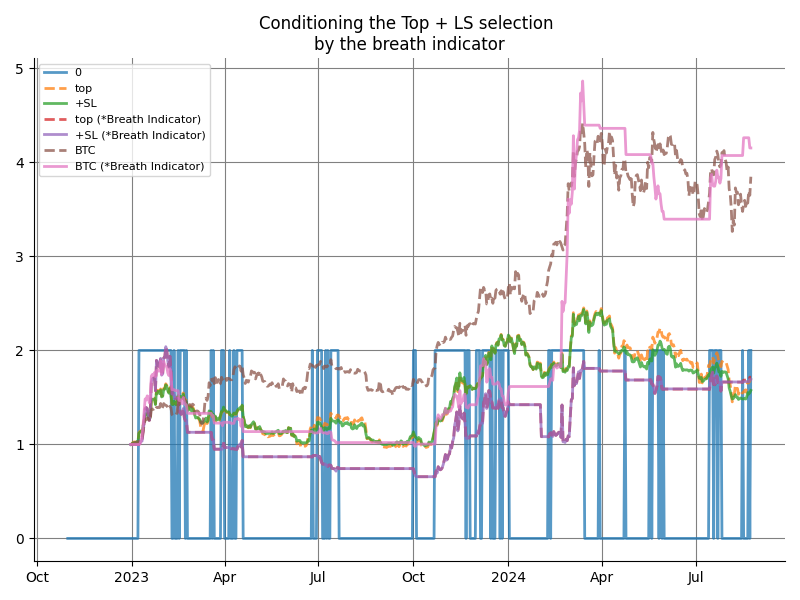 Conditioning the Top + LS selection
by the breath indicator
5
4
3
2
1
0
0
top
+SL
top (*Breath Indicator)
+SL (*Breath Indicator)
BTC
BTC (*Breath Indicator)
Oct
2023
Apr
Jul
Oct
2024
Apr
Jul